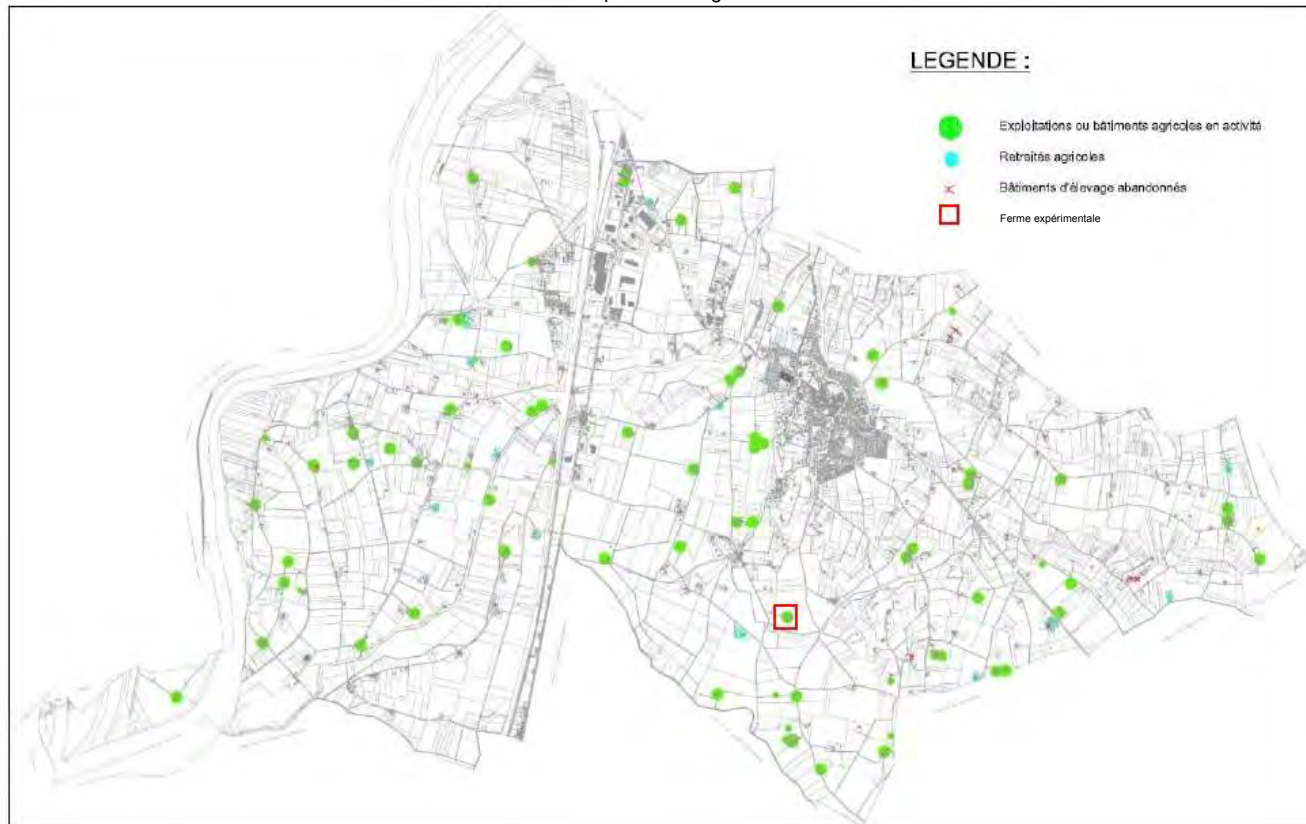 LEGENDE :
Exploitations ou bâtiments agricoles en activité
Retraités agricoles
Bâtiments d'élevage abandonnés
Ferme expérimentale